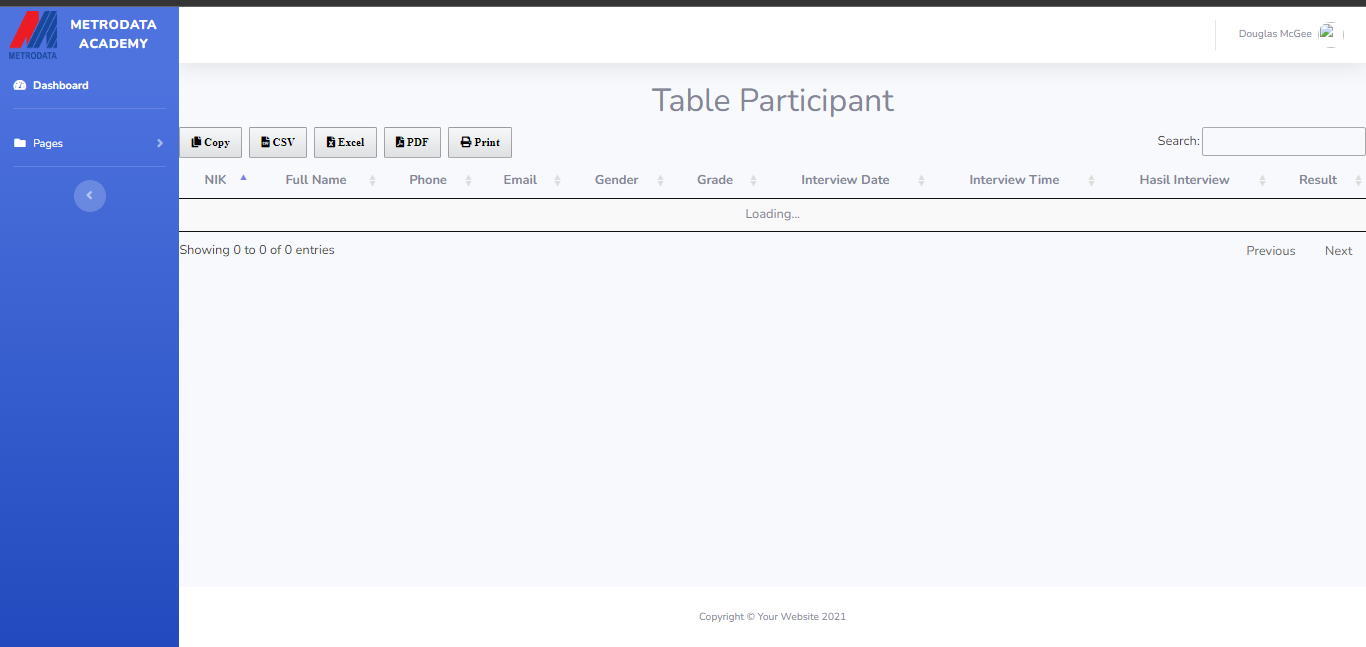 METRODATA
ACADEMY
METRODATA
Douglas McGee
Dashboard
Pages
Table Participant
Copy CSV Excel PDF Print Search:
NIK Full Name Phone Email Gender Grade Interview Date Interview Time Hasil Interview Result
Loading...
Showing 0 to 0 of 0 entries Previous Next
Copyright © Your Website 2021